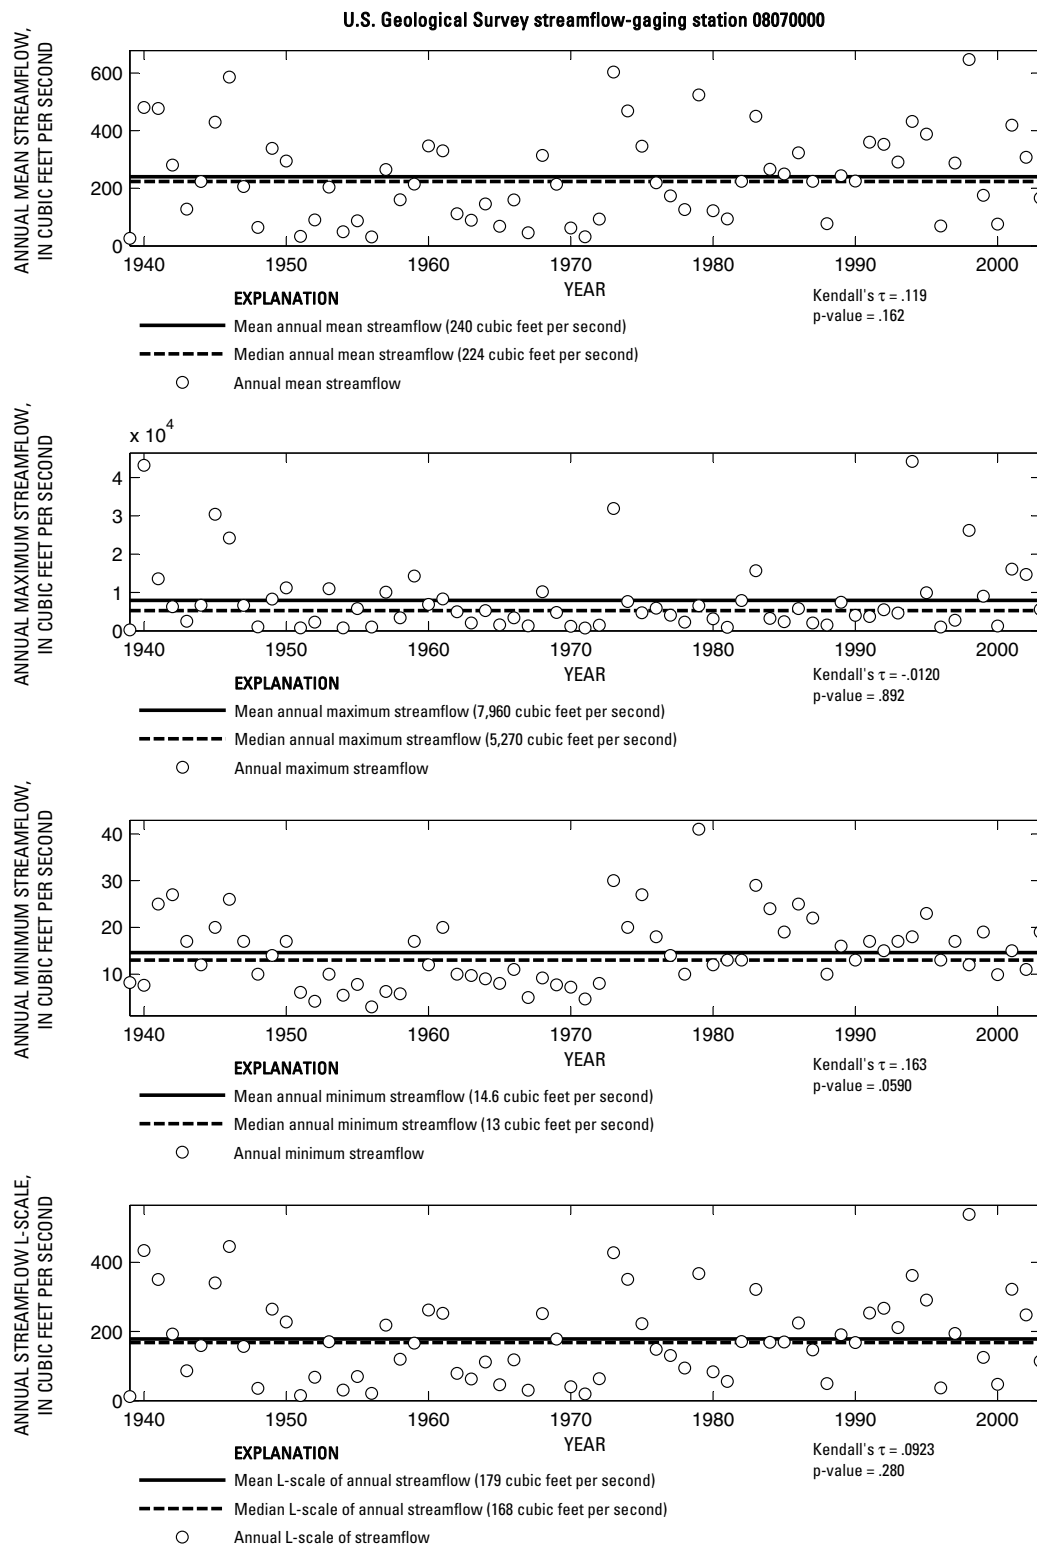 U.S. Geological Survey streamflow-gaging station 08070000
ANNUAL MEAN STREAMFLOW,
IN CUBIC FEET PER SECOND
600
400
200
0
1940 1950 1960 1970 1980 1990 2000
YEAR
Kendall's τ = .119
p-value = .162
EXPLANATION
Mean annual mean streamflow (240 cubic feet per second)
Median annual mean streamflow (224 cubic feet per second)
Annual mean streamflow
ANNUAL MAXIMUM STREAMFLOW,
IN CUBIC FEET PER SECOND
x 10^4
4
3
2
1
0
1940 1950 1960 1970 1980 1990 2000
YEAR
Kendall's τ = -.0120
p-value = .892
EXPLANATION
Mean annual maximum streamflow (7,960 cubic feet per second)
Median annual maximum streamflow (5,270 cubic feet per second)
Annual maximum streamflow
ANNUAL MINIMUM STREAMFLOW,
IN CUBIC FEET PER SECOND
40
30
20
10
1940 1950 1960 1970 1980 1990 2000
YEAR
Kendall's τ = .163
p-value = .0590
EXPLANATION
Mean annual minimum streamflow (14.6 cubic feet per second)
Median annual minimum streamflow (13 cubic feet per second)
Annual minimum streamflow
ANNUAL STREAMFLOW L-SCALE,
IN CUBIC FEET PER SECOND
400
200
0
1940 1950 1960 1970 1980 1990 2000
YEAR
Kendall's τ = .0923
p-value = .280
EXPLANATION
Mean L-scale of annual streamflow (179 cubic feet per second)
Median L-scale of annual streamflow (168 cubic feet per second)
Annual L-scale of streamflow